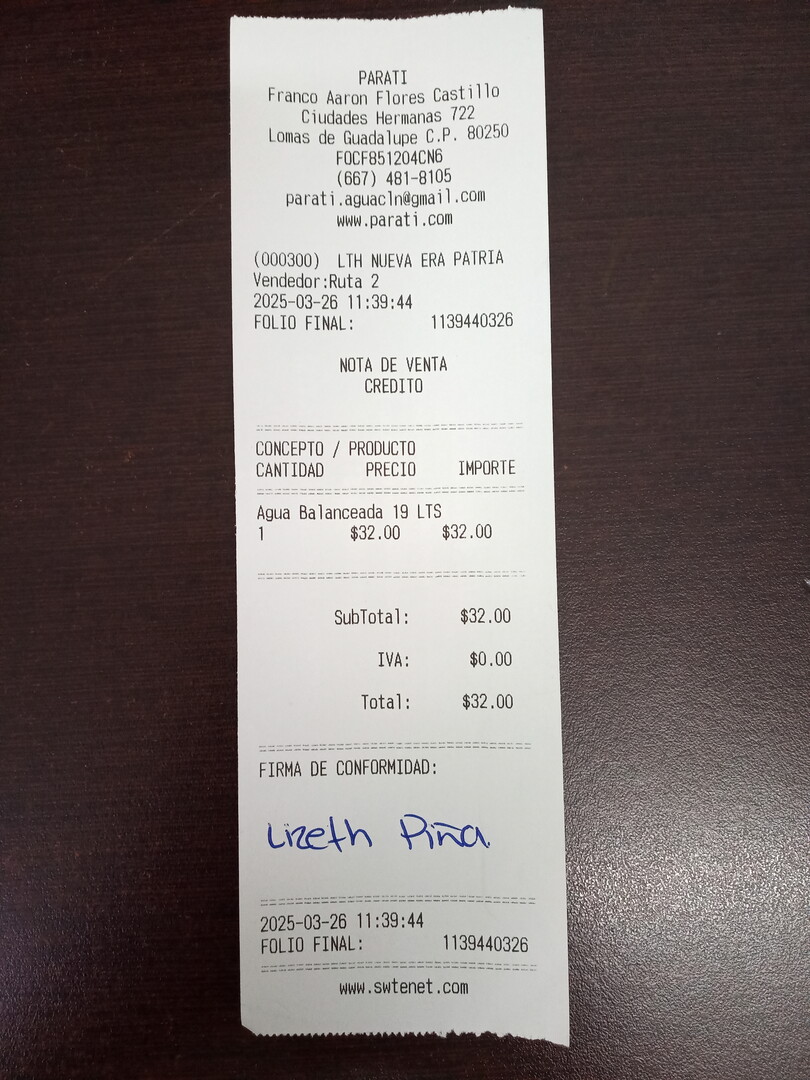 PARATI
Franco Aaron Flores Castillo
Ciudades Hermanas 722
Lomas de Guadalupe C.P. 80250
FOCF851204CN6
(667) 481-8105
parati.aguacln@gmail.com
www.parati.com
(000300) LTH NUEVA ERA PATRIA
Vendedor:Ruta 2
2025-03-26 11:39:44
FOLIO FINAL: 1139440326
NOTA DE VENTA
CREDITO
CONCEPTO / PRODUCTO
CANTIDAD PRECIO IMPORTE
Agua Balanceada 19 LTS
1 $32.00 $32.00
SubTotal: $32.00
IVA: $0.00
Total: $32.00
FIRMA DE CONFORMIDAD:
Lizeth Piña.
2025-03-26 11:39:44
FOLIO FINAL: 1139440326
www.swtenet.com